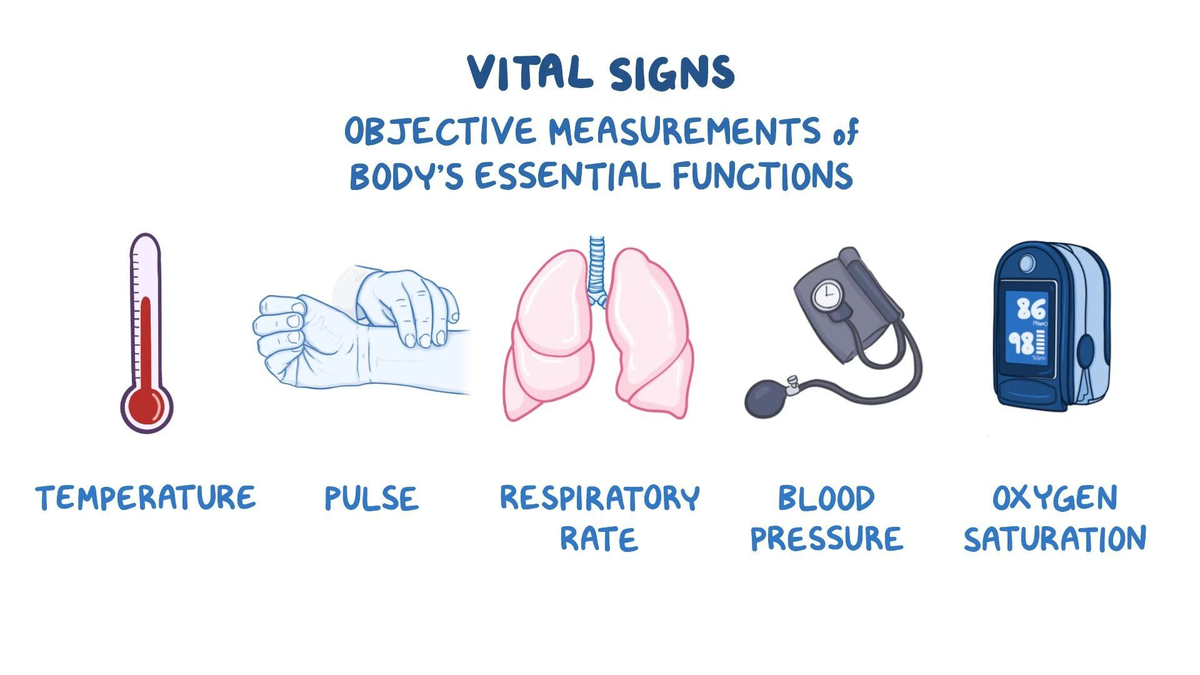 VITAL SIGNS
OBJECTIVE MEASUREMENTS of
BODY'S ESSENTIAL FUNCTIONS
86
98
TEMPERATURE
PULSE
RESPIRATORY
RATE
BLOOD
PRESSURE
OXYGEN
SATURATION